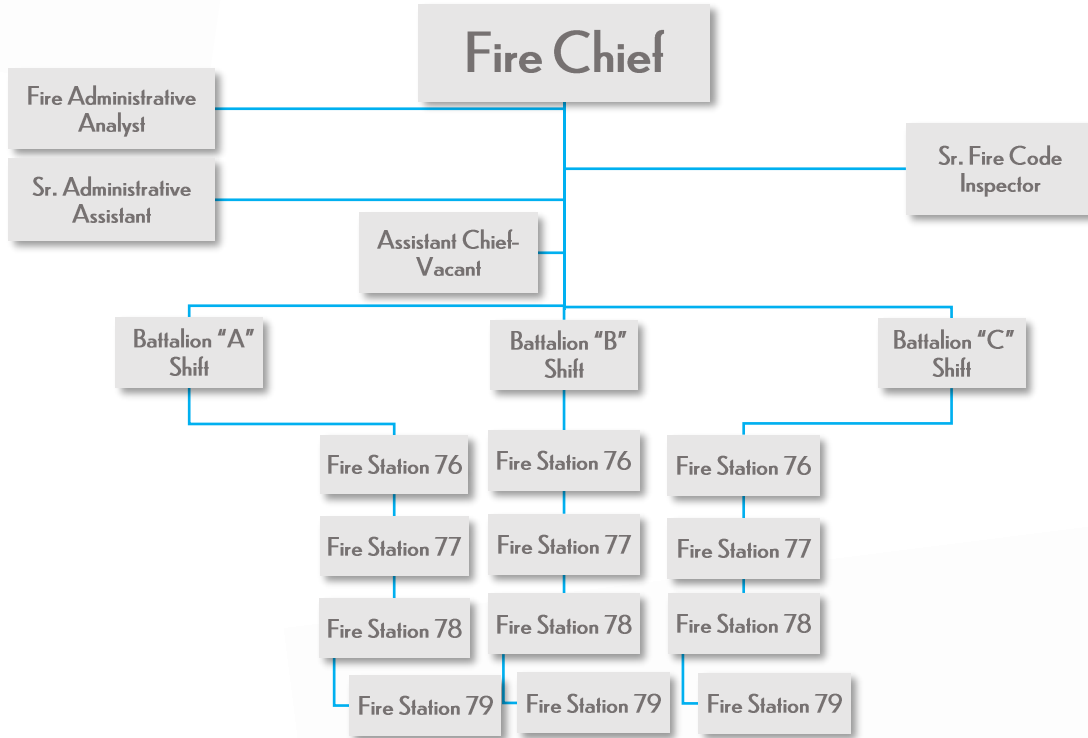 Fire Chief
Fire Administrative
Analyst
Sr. Fire Code
Inspector
Sr. Administrative
Assistant
Assistant Chief-
Vacant
Battalion “A”
Shift
Battalion “B”
Shift
Battalion “C”
Shift
Fire Station 76
Fire Station 77
Fire Station 78
Fire Station 79
Fire Station 76
Fire Station 77
Fire Station 78
Fire Station 79
Fire Station 76
Fire Station 77
Fire Station 78
Fire Station 79